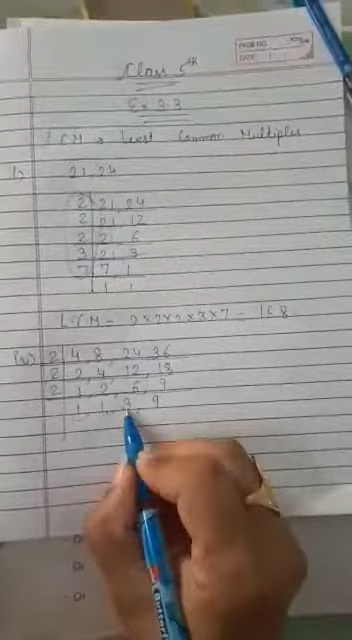 PAGE NO.
DATE:
Class 5th
Ex 3.3
LCM = Least Common Multiples
21, 24
2 21, 24
2 21, 12
2 21, 6
3 21, 3
7 7, 1
1, 1
LCM = 2×2×2×3×7 = 168
2 4, 8, 24, 36
2 2, 4, 12, 18
2 1, 2, 6, 9
1, 1, 3, 9